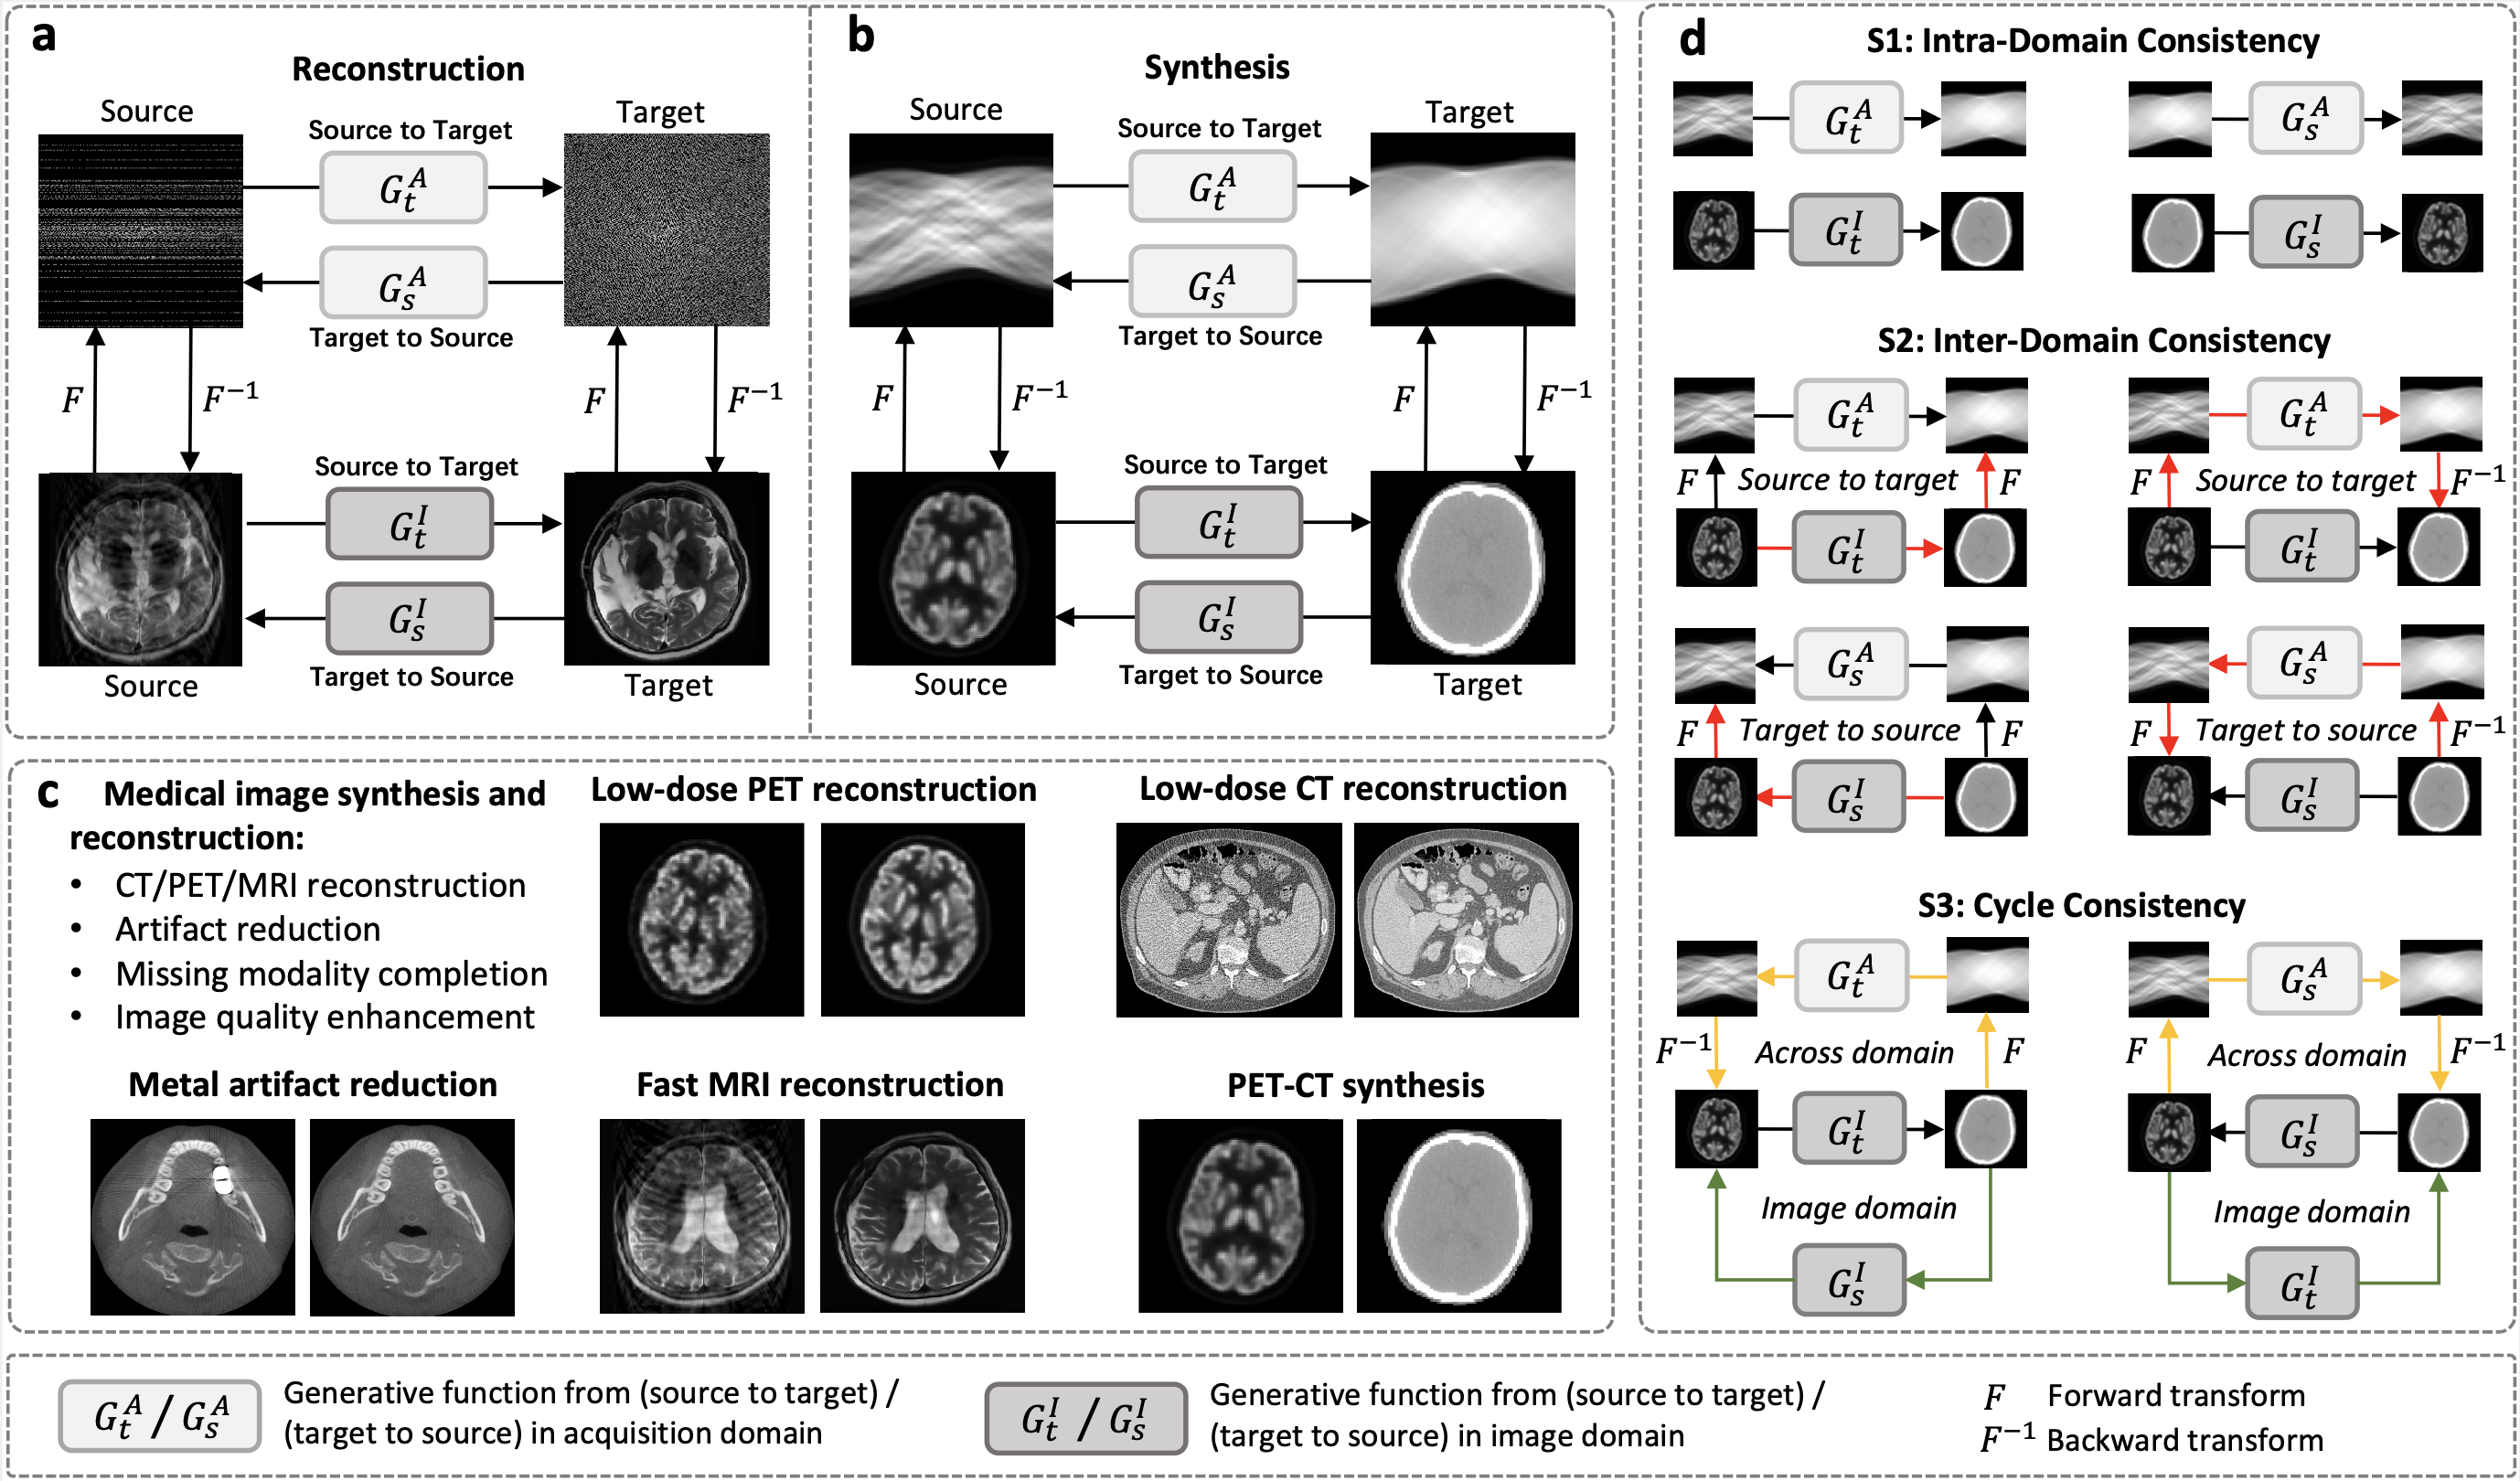 a
Reconstruction
Source
Target
Source to Target
G_t^A
G_s^A
Target to Source
F
F^{-1}
F
F^{-1}
Source to Target
G_t^I
G_s^I
Target to Source
Source
Target
b
Synthesis
Source
Target
Source to Target
G_t^A
G_s^A
Target to Source
F
F^{-1}
F
F^{-1}
Source to Target
G_t^I
G_s^I
Target to Source
Source
Target
c
Medical image synthesis and
reconstruction:
• CT/PET/MRI reconstruction
• Artifact reduction
• Missing modality completion
• Image quality enhancement
Low-dose PET reconstruction
Low-dose CT reconstruction
Metal artifact reduction
Fast MRI reconstruction
PET-CT synthesis
d
S1: Intra-Domain Consistency
G_t^A
G_s^A
G_t^I
G_s^I
S2: Inter-Domain Consistency
G_t^A
G_t^A
F Source to target F
F Source to target F^{-1}
G_t^I
G_t^I
G_s^A
G_s^A
F Target to source F
F Target to source F^{-1}
G_s^I
G_s^I
S3: Cycle Consistency
G_t^A
G_s^A
F^{-1} Across domain F
F Across domain F^{-1}
G_t^I
G_s^I
Image domain
Image domain
G_s^I
G_t^I
G_t^A / G_s^A
Generative function from (source to target) /
(target to source) in acquisition domain
G_t^I / G_s^I
Generative function from (source to target) /
(target to source) in image domain
F Forward transform
F^{-1} Backward transform